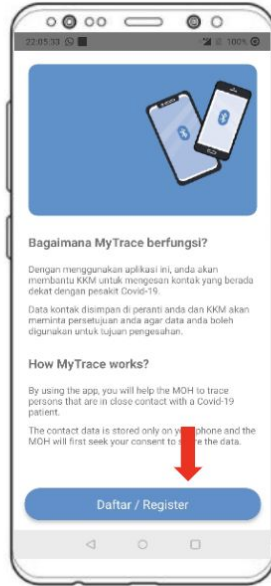 22:05:33
100%
Bagaimana MyTrace berfungsi?
Dengan menggunakan aplikasi ini, anda akan
membantu KKM untuk mengesan kontak yang berada
dekat dengan pesakit Covid-19.
Data kontak disimpan di peranti anda dan KKM akan
meminta persetujuan anda agar data anda boleh
digunakan untuk tujuan pengesahan.
How MyTrace works?
By using the app, you will help the MOH to trace
persons that are in close contact with a Covid-19
patient.
The contact data is stored only on phone and the
MOH will first seek your consent to the data.
Daftar / Register